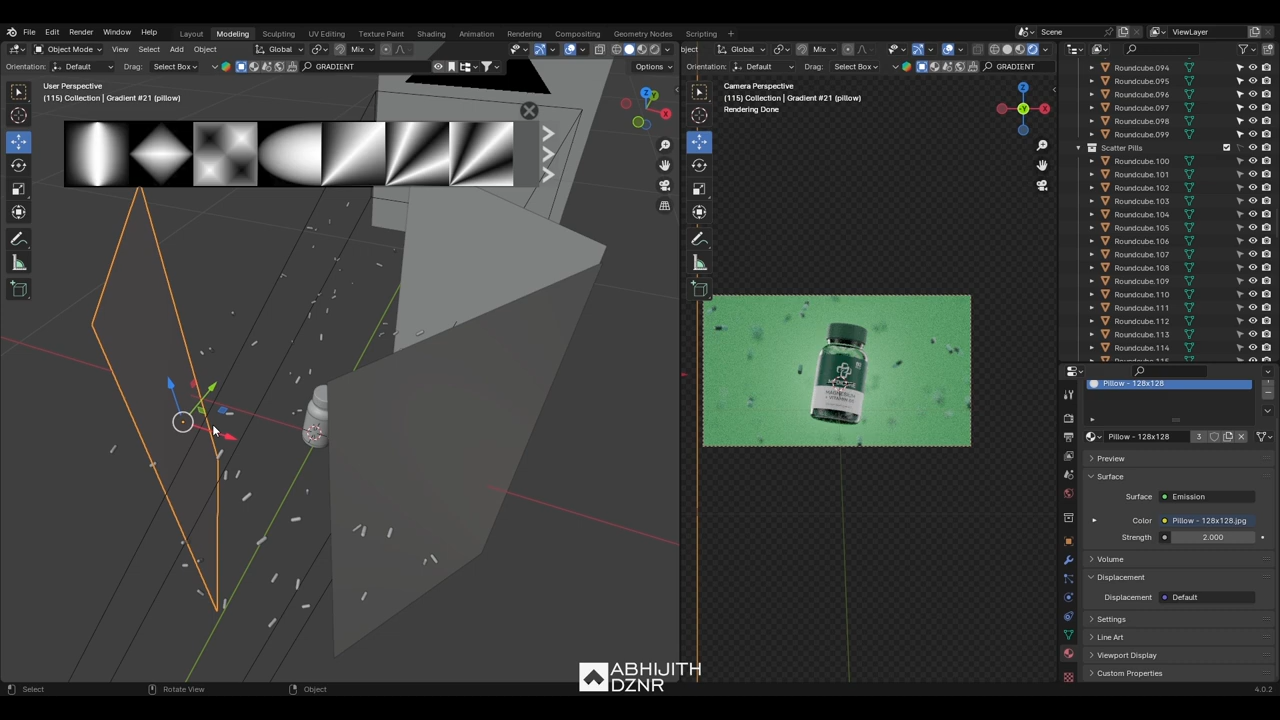 File Edit Render Window Help Layout Modeling Sculpting UV Editing Texture Paint Shading Animation Rendering Compositing Geometry Nodes Scripting Scene ViewLayer
Object Mode View Select Add Object Global Mix
bject Global Mix
Orientation: Default Drag: Select Box GRADIENT Options
Orientation: Default Drag: Select Box GRADIENT
User Perspective
(115) Collection | Gradient #21 (pillow)
Camera Perspective
(115) Collection | Gradient #21 (pillow)
Rendering Done
Roundcube.094
Roundcube.095
Roundcube.096
Roundcube.097
Roundcube.098
Roundcube.099
Scatter Pills
Roundcube.100
Roundcube.101
Roundcube.102
Roundcube.103
Roundcube.104
Roundcube.105
Roundcube.106
Roundcube.107
Roundcube.108
Roundcube.109
Roundcube.110
Roundcube.111
Roundcube.112
Roundcube.113
Roundcube.114
Pillow - 128x128
Pillow - 128x128 3
Preview
Surface
Surface Emission
Color Pillow - 128x128.jpg
Strength 2.000
Volume
Displacement
Displacement Default
Settings
Line Art
Viewport Display
Custom Properties
MAGNESIUM
ABHIJITH
DZNR
Select Rotate View Object 4.0.2